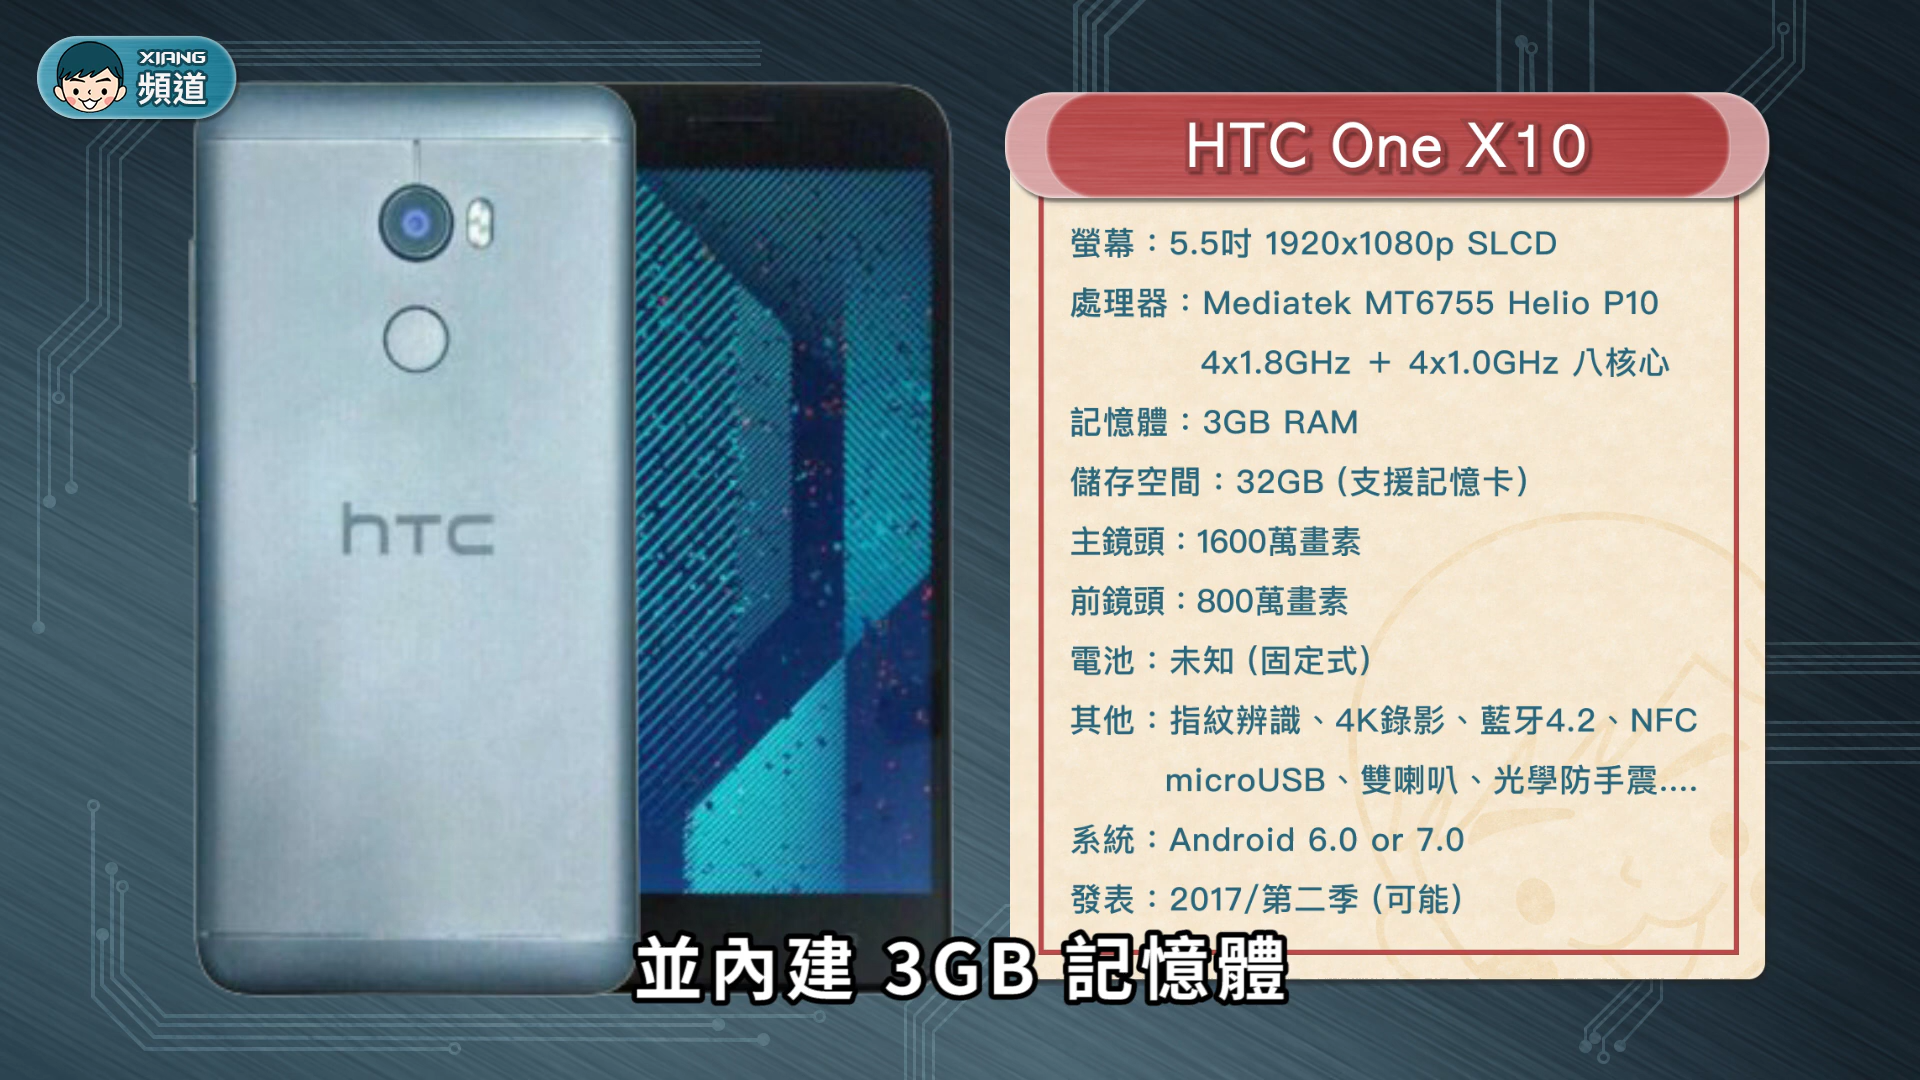 XIANG
頻道
htc
HTC One X10
螢幕：5.5吋 1920x1080p SLCD
處理器：Mediatek MT6755 Helio P10
4x1.8GHz ＋ 4x1.0GHz 八核心
記憶體：3GB RAM
儲存空間：32GB (支援記憶卡)
主鏡頭：1600萬畫素
前鏡頭：800萬畫素
電池：未知 (固定式)
其他：指紋辨識、4K錄影、藍牙4.2、NFC
microUSB、雙喇叭、光學防手震....
系統：Android 6.0 or 7.0
發表：2017/第二季 (可能)
並內建 3GB 記憶體